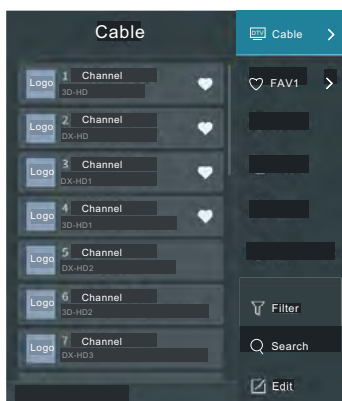 Cable
Logo 1 Channel
3D-HD
Logo 2 Channel
DX-HD
Logo 3 Channel
DX-HD1
Logo 4 Channel
3D-HD1
Logo 5 Channel
DX-HD2
Logo 6 Channel
3D-HD2
Logo 7 Channel
DX-HD3
DTV Cable
FAV1
Filter
Search
Edit